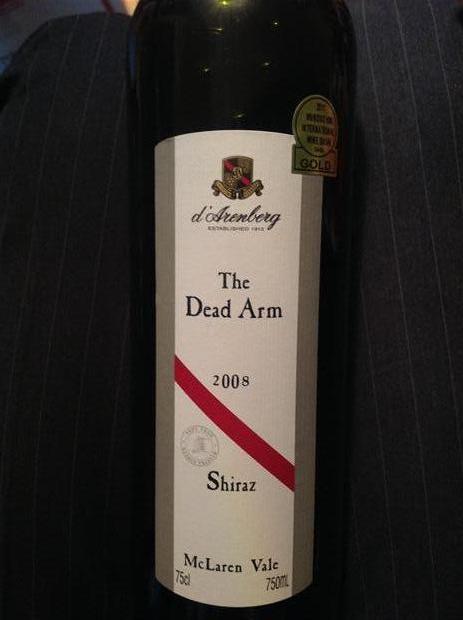 GOLD
d'Arenberg
ESTABLISHED 1912
The
Dead Arm
2008
Shiraz
McLaren Vale
75cl 750mL